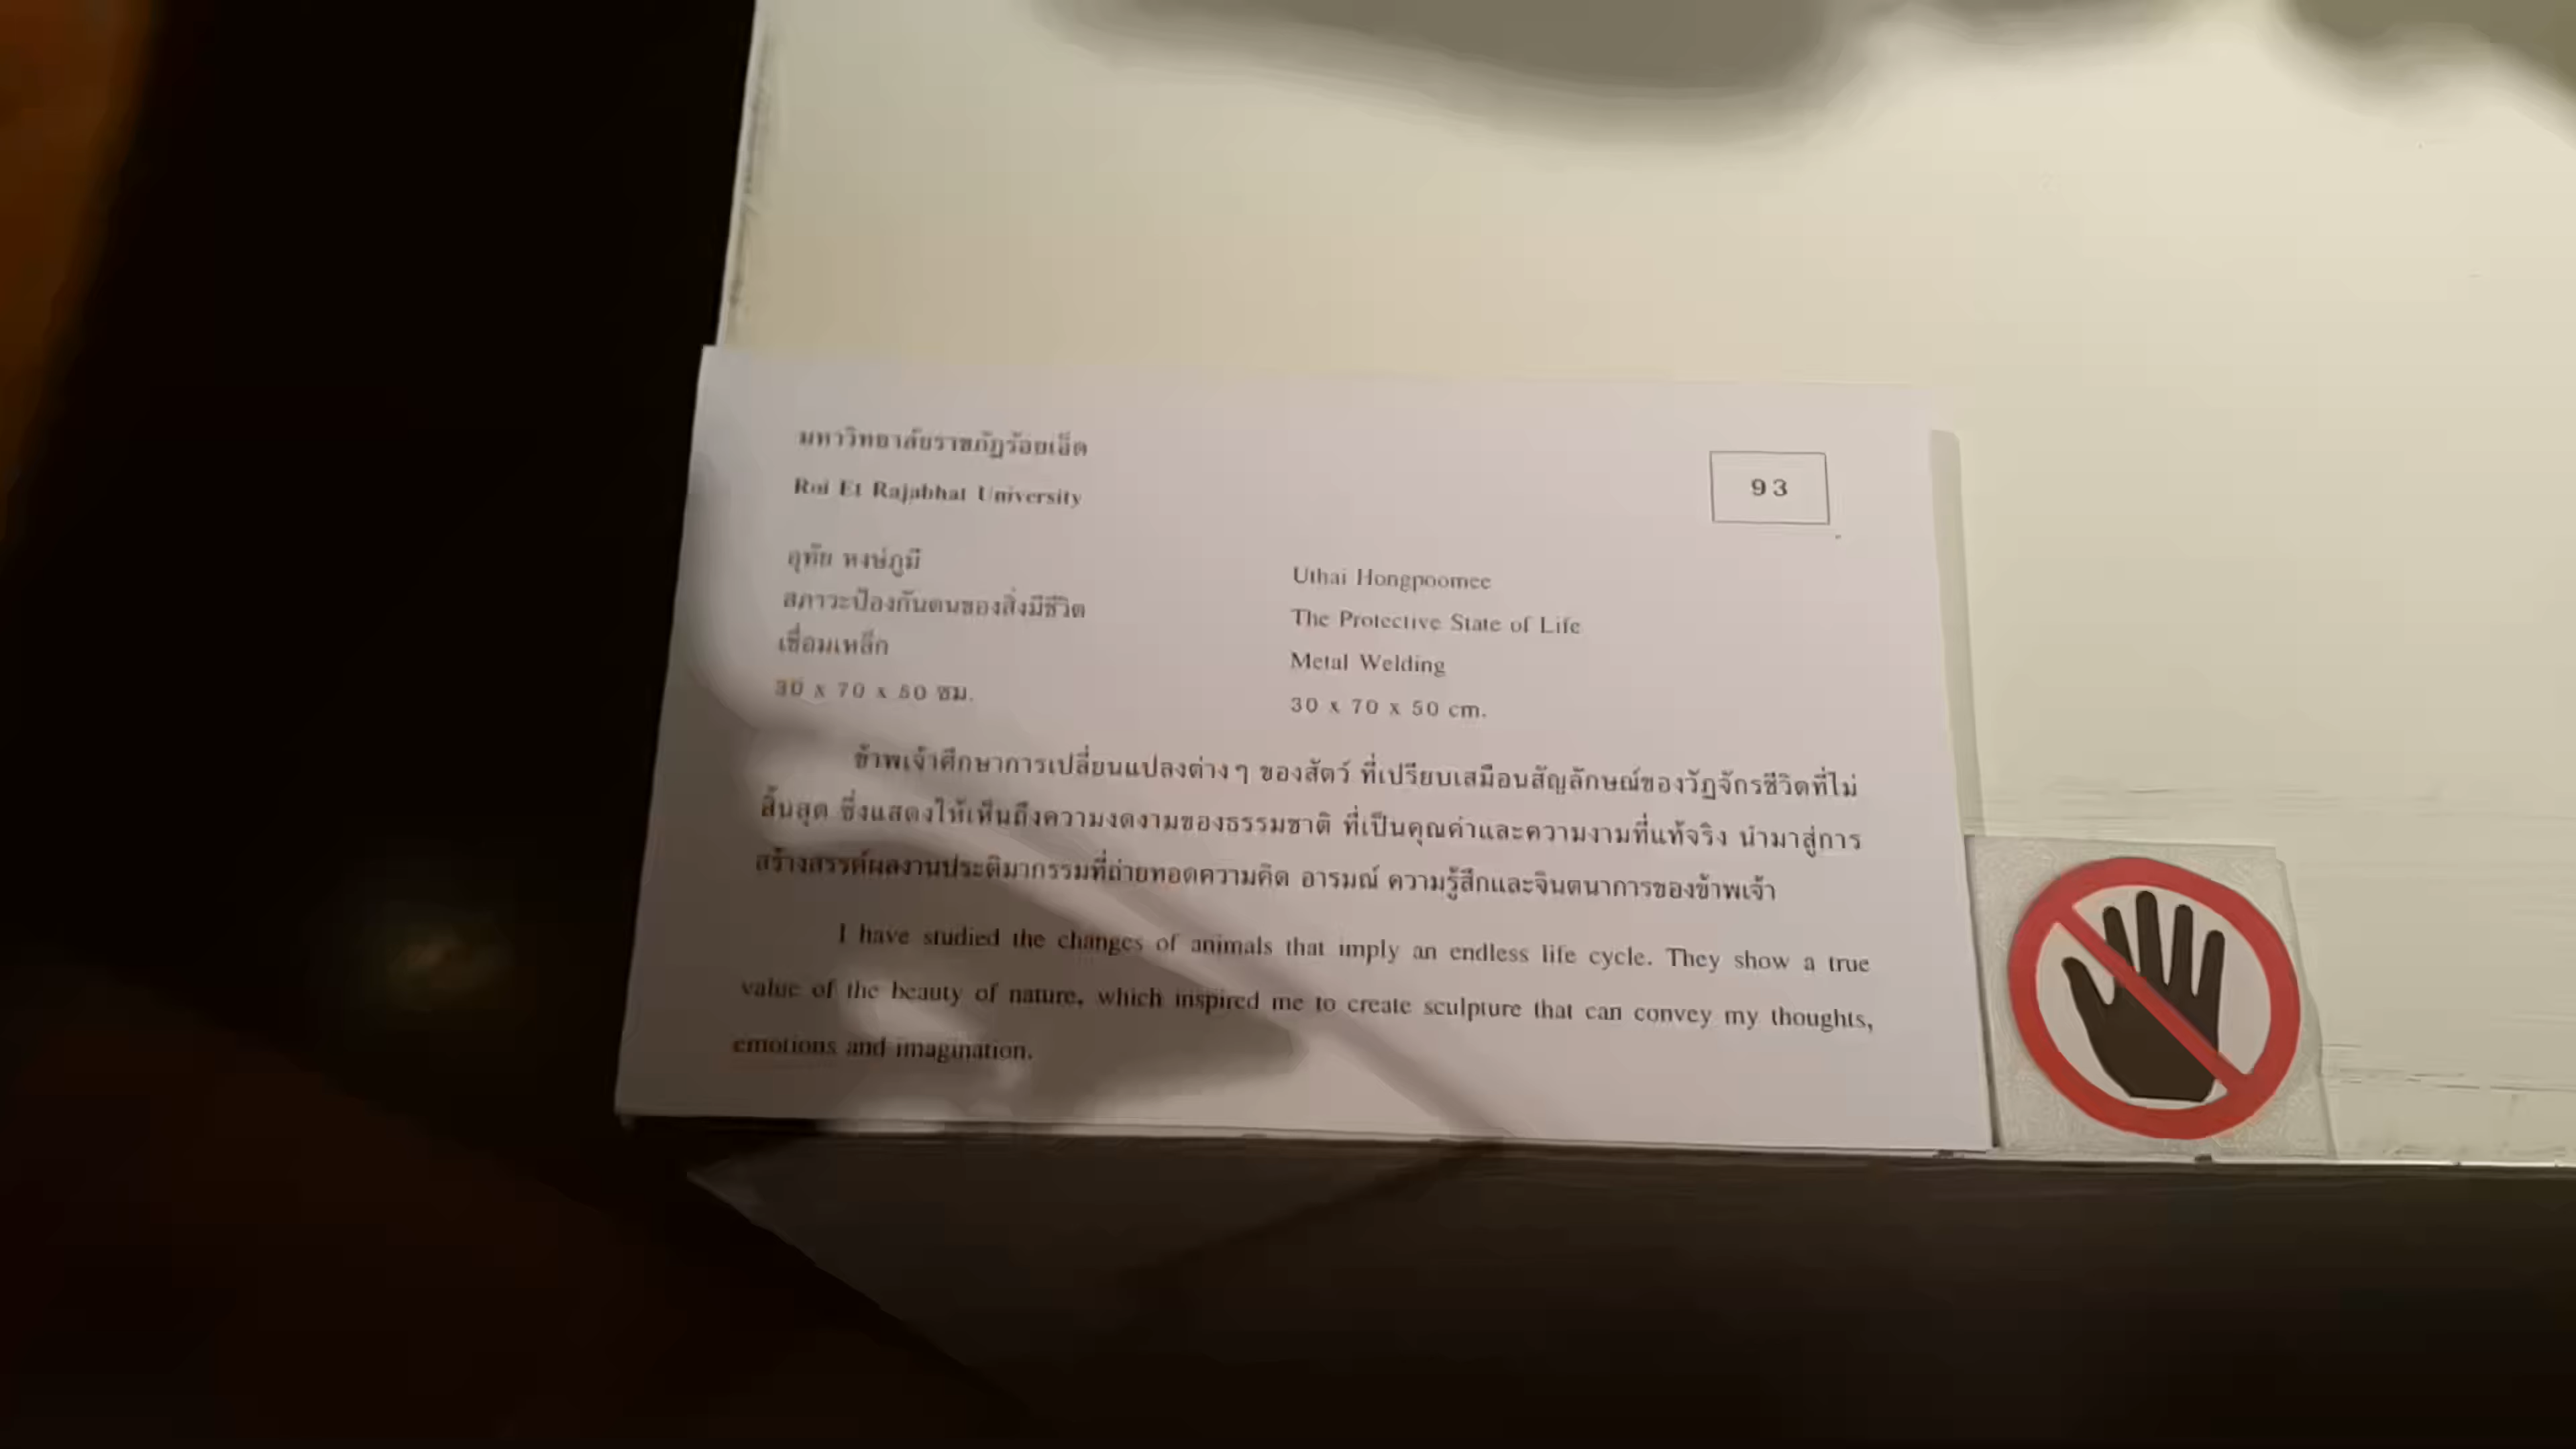 มหาวิทยาลัยราชภัฏร้อยเอ็ด
Roi Et Rajabhat University
93
อุทัย หงษ์ภูมี
Uthai Hongpoomee
สภาวะป้องกันตนของสิ่งมีชีวิต
The Protective State of Life
เชื่อมเหล็ก
Metal Welding
30 x 70 x 50 ซม.
30 x 70 x 50 cm.
ข้าพเจ้าศึกษาการเปลี่ยนแปลงต่างๆ ของสัตว์ ที่เปรียบเสมือนสัญลักษณ์ของวัฏจักรชีวิตที่ไม่
สิ้นสุด ซึ่งแสดงให้เห็นถึงความงดงามของธรรมชาติ ที่เป็นคุณค่าและความงามที่แท้จริง นำมาสู่การ
สร้างสรรค์ผลงานประติมากรรมที่ถ่ายทอดความคิด อารมณ์ ความรู้สึกและจินตนาการของข้าพเจ้า
I have studied the changes of animals that imply an endless life cycle. They show a true
value of the beauty of nature, which inspired me to create sculpture that can convey my thoughts,
emotions and imagination.